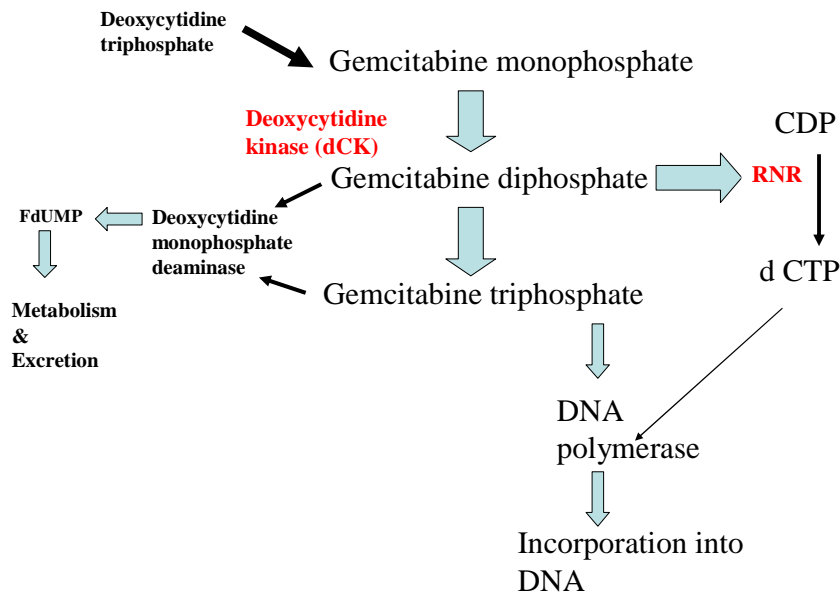 Deoxycytidine
triphosphate
Gemcitabine monophosphate
Deoxycytidine
kinase (dCK)
CDP
Gemcitabine diphosphate
RNR
FdUMP
Deoxycytidine
monophosphate
deaminase
d CTP
Gemcitabine triphosphate
Metabolism
&
Excretion
DNA
polymerase
Incorporation into
DNA